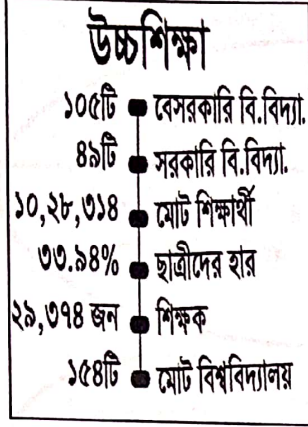 উচ্চশিক্ষা
১০৫টি বেসরকারি বি.বিদ্যা.
৪৯টি সরকারি বি.বিদ্যা.
১০,২৮,৩১৪ মোট শিক্ষার্থী
৩৩.৯৪% ছাত্রীদের হার
২৯,৩৭৪ জন শিক্ষক
১৫৪টি মোট বিশ্ববিদ্যালয়